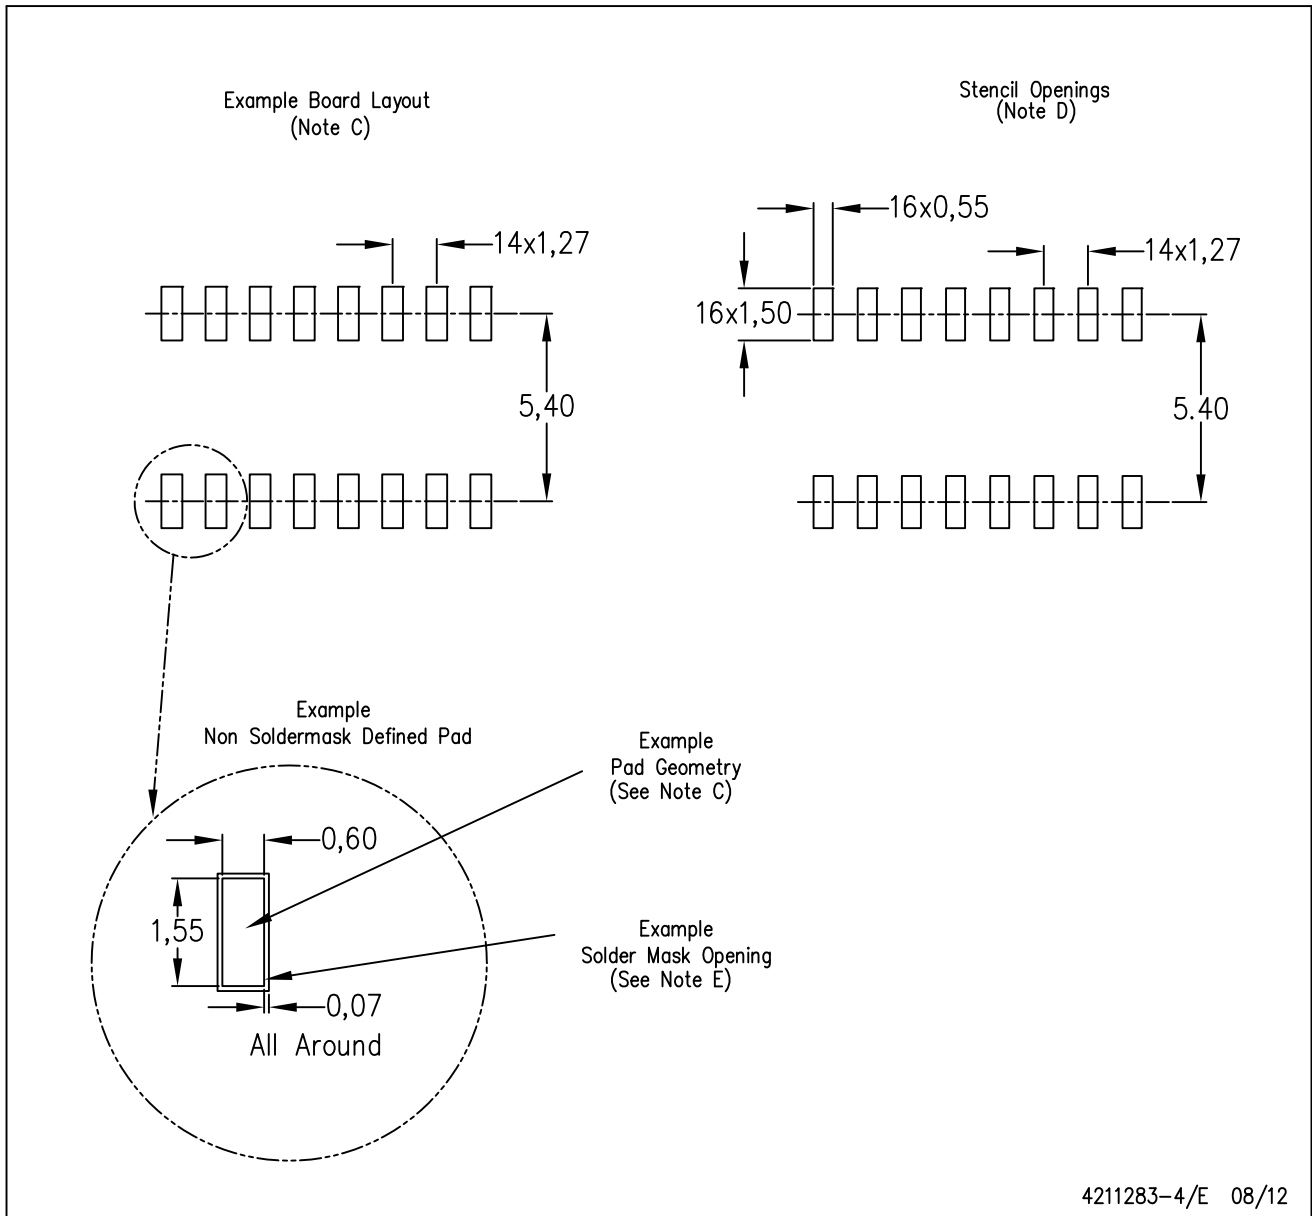 Example Board Layout
(Note C)
Stencil Openings
(Note D)
14x1,27
5,40
16x0,55
14x1,27
16x1,50
5.40
Example
Non Soldermask Defined Pad
Example
Pad Geometry
(See Note C)
0,60
1,55
Example
Solder Mask Opening
(See Note E)
0,07
All Around
4211283-4/E 08/12